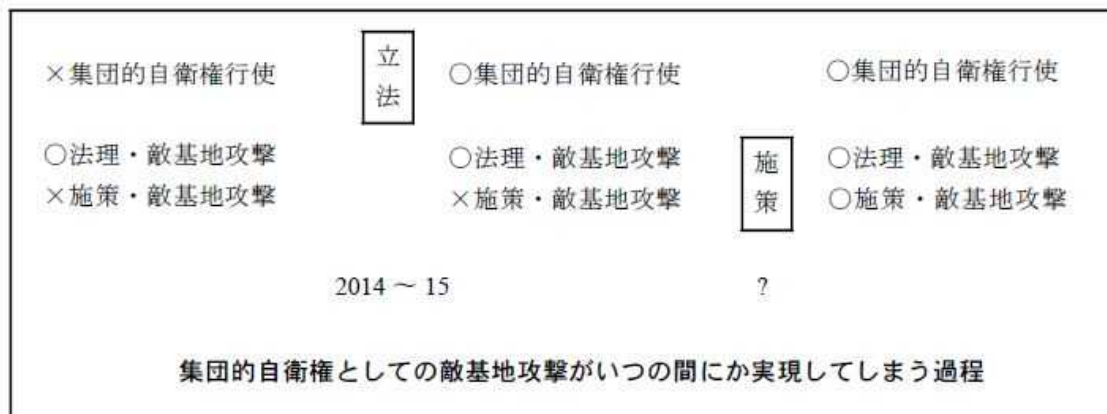 ×集団的自衛権行使 立法 ○集団的自衛権行使 ○集団的自衛権行使
○法理・敵基地攻撃 ○法理・敵基地攻撃 施策 ○法理・敵基地攻撃
×施策・敵基地攻撃 ×施策・敵基地攻撃 ○施策・敵基地攻撃
2014 ~ 15 ?
集団的自衛権としての敵基地攻撃がいつの間にか実現してしまう過程